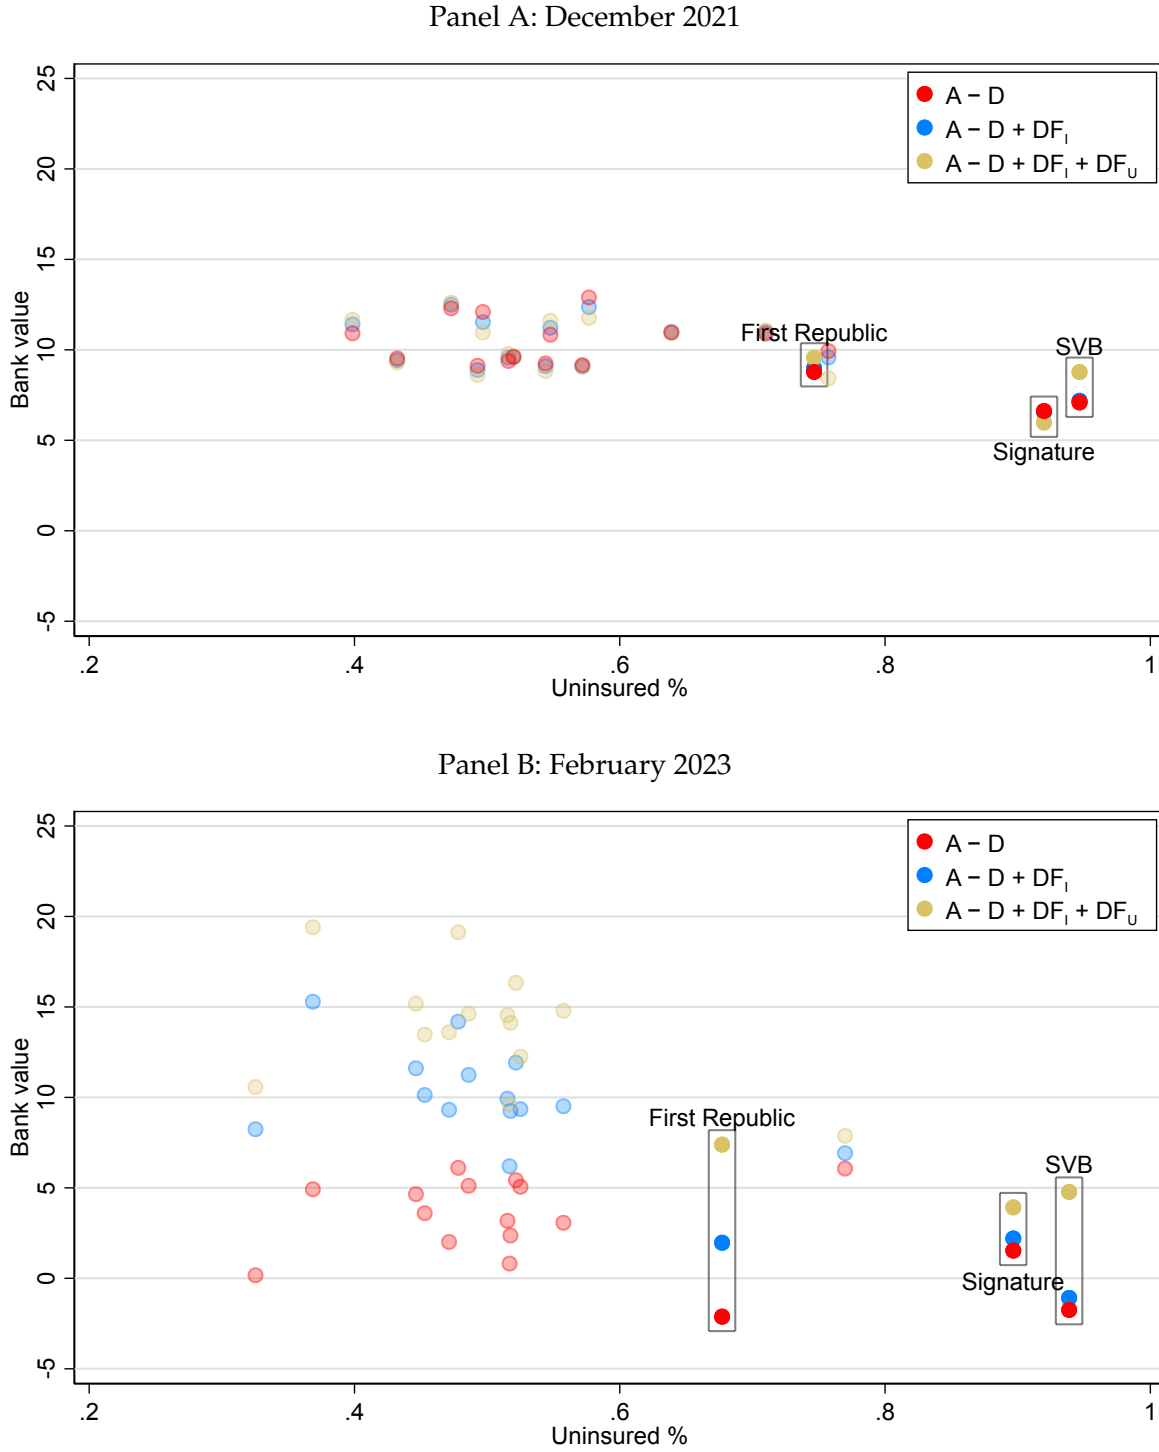 Panel A: December 2021
A − D
A − D + DF_I
A − D + DF_I + DF_U
25
20
15
10
5
0
-5
Bank value
First Republic
SVB
Signature
.2 .4 .6 .8 1
Uninsured %
Panel B: February 2023
A − D
A − D + DF_I
A − D + DF_I + DF_U
25
20
15
10
5
0
-5
Bank value
First Republic
SVB
Signature
.2 .4 .6 .8 1
Uninsured %